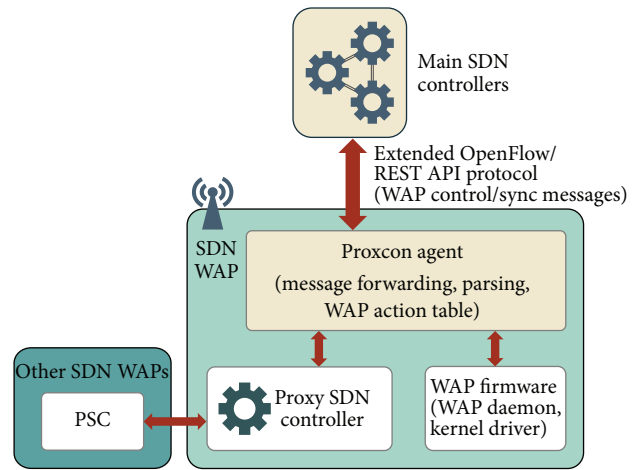 Main SDN
controllers
Extended OpenFlow/
REST API protocol
(WAP control/sync messages)
SDN
WAP
Proxcon agent
(message forwarding, parsing,
WAP action table)
Other SDN WAPs
PSC
Proxy SDN
controller
WAP firmware
(WAP daemon,
kernel driver)